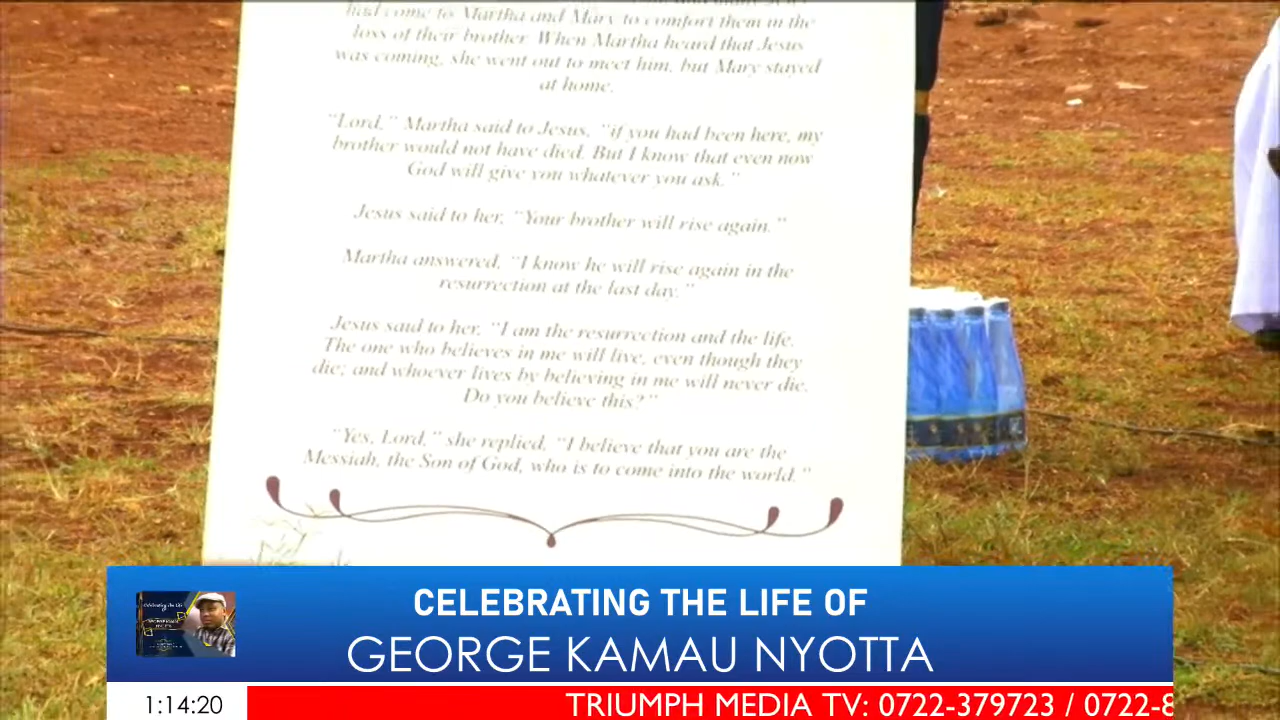 had come to Martha and Mary to comfort them in the
loss of their brother. When Martha heard that Jesus
was coming, she went out to meet him, but Mary stayed
at home.
"Lord," Martha said to Jesus, "if you had been here, my
brother would not have died. But I know that even now
God will give you whatever you ask."
Jesus said to her, "Your brother will rise again."
Martha answered, "I know he will rise again in the
resurrection at the last day."
Jesus said to her, "I am the resurrection and the life.
The one who believes in me will live, even though they
die; and whoever lives by believing in me will never die.
Do you believe this?"
"Yes, Lord," she replied, "I believe that you are the
Messiah, the Son of God, who is to come into the world."
Celebrating the Life
CELEBRATING THE LIFE OF
GEORGE KAMAU NYOTTA
1:14:20
TRIUMPH MEDIA TV: 0722-379723 / 0722-8